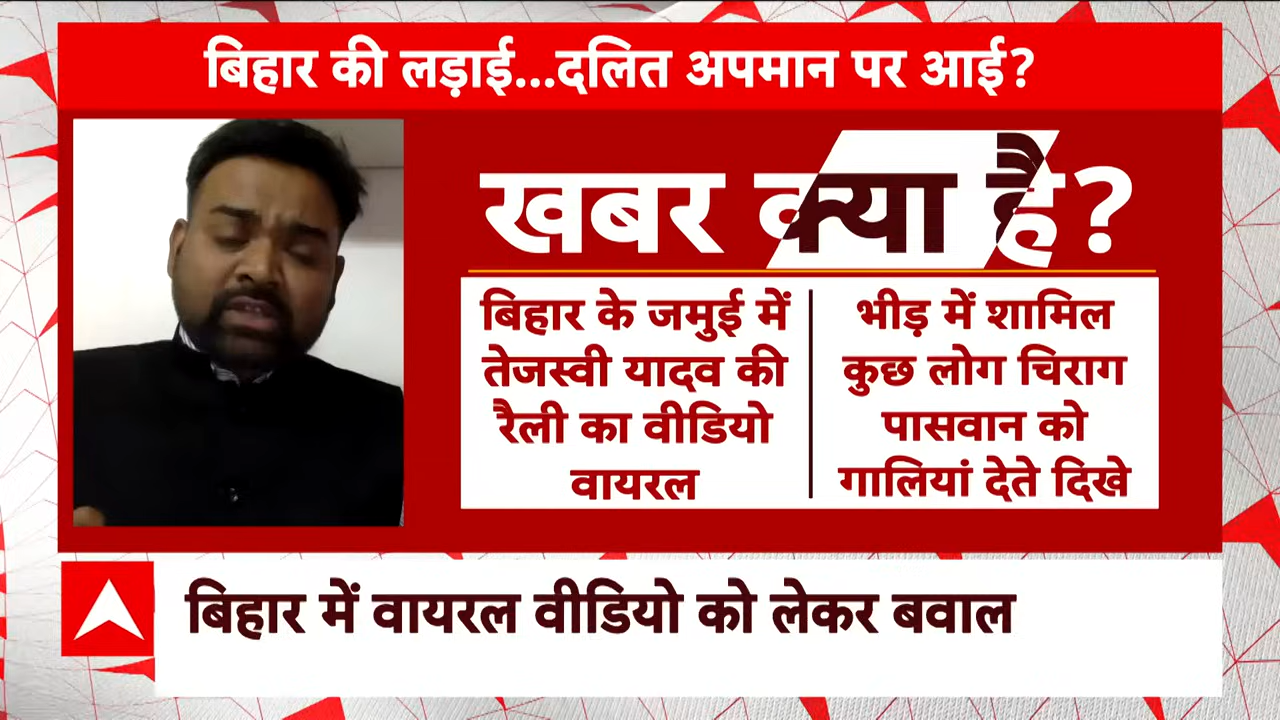 बिहार की लड़ाई...दलित अपमान पर आई?
खबर क्या है?
बिहार के जमुई में
तेजस्वी यादव की
रैली का वीडियो
वायरल
भीड़ में शामिल
कुछ लोग चिराग
पासवान को
गालियां देते दिखे
बिहार में वायरल वीडियो को लेकर बवाल